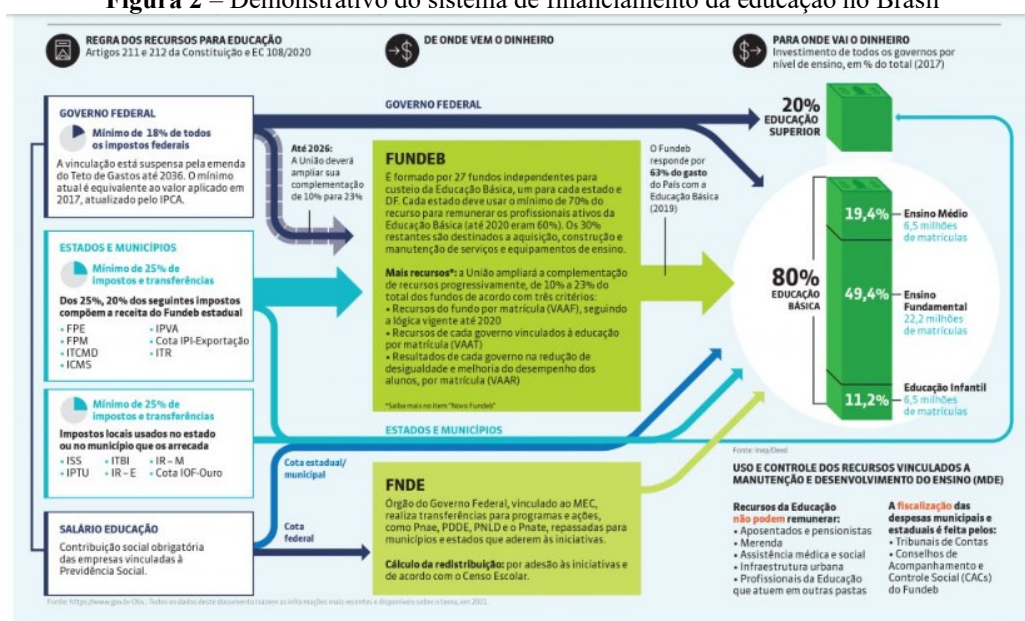 Figura 2 – Demonstrativo do sistema de financiamento da educação no Brasil
REGRA DOS RECURSOS PARA EDUCAÇÃO
Artigos 211 e 212 da Constituição e EC 108/2020
GOVERNO FEDERAL
Mínimo de 18% de todos
os impostos federais
A vinculação está suspensa pela emenda
do Teto de Gastos até 2036. O mínimo
atual é equivalente ao valor aplicado em
2017, atualizado pelo IPCA.
ESTADOS E MUNICÍPIOS
Mínimo de 25% de
impostos e transferências
Dos 25%, 20% dos seguintes impostos
compõem a receita do Fundeb estadual
• FPE • IPVA
• FPM • Cota IPI-Exportação
• ITCMD • ITR
• ICMS
Mínimo de 25% de
impostos e transferências
Impostos locais usados no estado
ou no município que os arrecada
• ISS • ITBI • IR – M
• IPTU • IR – E • Cota IOF-Ouro
SALÁRIO EDUCAÇÃO
Contribuição social obrigatória
das empresas vinculadas à
Previdência Social.
DE ONDE VEM O DINHEIRO
GOVERNO FEDERAL
Até 2026:
A União deverá
ampliar sua
complementação
de 10% para 23%
FUNDEB
É formado por 27 fundos independentes para
custeio da Educação Básica, um para cada estado e
DF. Cada estado deve usar o mínimo de 70% do
recurso para remunerar os profissionais ativos da
Educação Básica (até 2020 eram 60%). Os 30%
restantes são destinados a aquisição, construção e
manutenção de serviços e equipamentos de ensino.
Mais recursos*: a União ampliará a complementação
de recursos progressivamente, de 10% a 23% do
total dos fundos de acordo com três critérios:
• Recursos do fundo por matrícula (VAAF), seguindo
a lógica vigente até 2020
• Recursos de cada governo vinculados à educação
por matrícula (VAAT)
• Resultados de cada governo na redução de
desigualdade e melhoria do desempenho dos
alunos, por matrícula (VAAR)
*Saiba mais no item "Novo Fundeb"
O Fundeb
responde por
63% do gasto
do País com a
Educação Básica
(2019)
ESTADOS E MUNICÍPIOS
Cota estadual/
municipal
Cota
federal
FNDE
Órgão do Governo Federal, vinculado ao MEC,
realiza transferências para programas e ações,
como Pnae, PDDE, PNLD e o Pnate, repassadas para
municípios e estados que aderem às iniciativas.
Cálculo da redistribuição: por adesão às iniciativas e
de acordo com o Censo Escolar.
PARA ONDE VAI O DINHEIRO
Investimento de todos os governos por
nível de ensino, em % do total (2017)
20%
EDUCAÇÃO
SUPERIOR
80%
EDUCAÇÃO
BÁSICA
19,4%
Ensino Médio
6,5 milhões
de matrículas
49,4%
Ensino
Fundamental
22,2 milhões
de matrículas
11,2%
Educação Infantil
6,5 milhões
de matrículas
Fonte: Inep/Deed
USO E CONTROLE DOS RECURSOS VINCULADOS A
MANUTENÇÃO E DESENVOLVIMENTO DO ENSINO (MDE)
Recursos da Educação
não podem remunerar:
• Aposentados e pensionistas
• Merenda
• Assistência médica e social
• Infraestrutura urbana
• Profissionais da Educação
que atuem em outras pastas
A fiscalização das
despesas municipais e
estaduais é feita pelos:
• Tribunais de Contas
• Conselhos de
Acompanhamento e
Controle Social (CACs)
do Fundeb
Fonte: https://www.gov.br Obs.: Todos os dados deste documento trazem as informações mais recentes e disponíveis sobre o tema, em 2021.